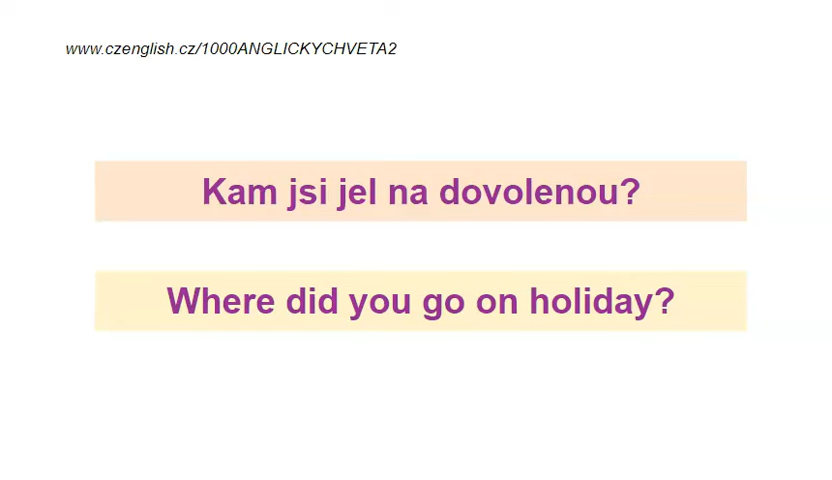 www.czenglish.cz/1000ANGLICKYCHVETA2
Kam jsi jel na dovolenou?
Where did you go on holiday?